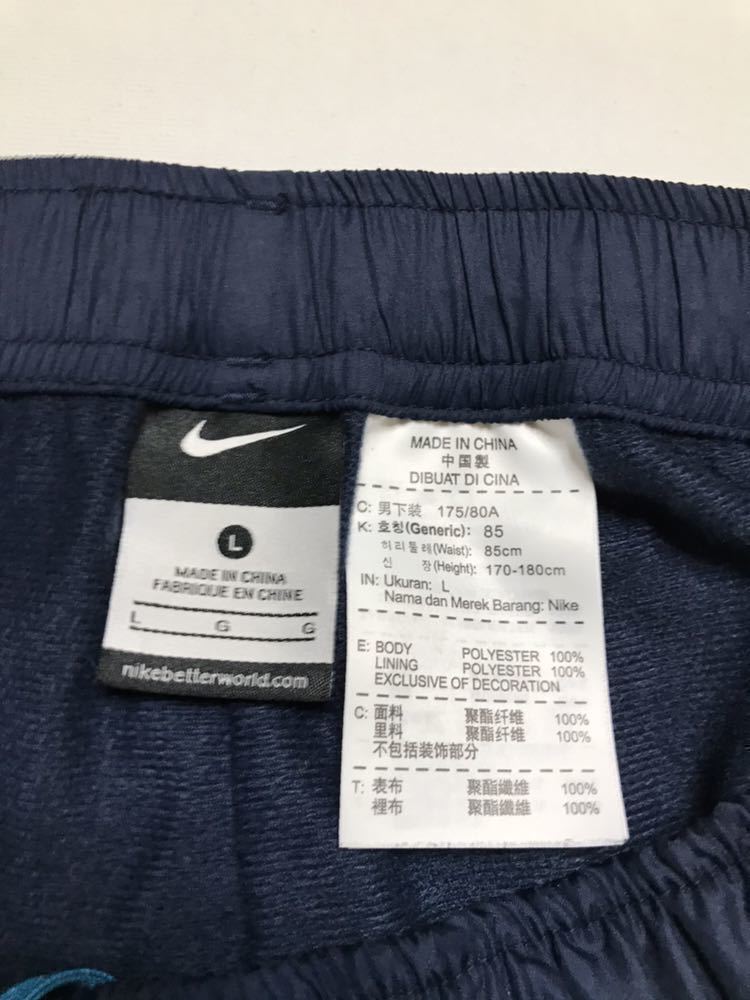 L
MADE IN CHINA
FABRIQUE EN CHINE
L G G
nikebetterworld.com
MADE IN CHINA
中国製
DIBUAT DI CINA
C: 男下装 175/80A
K: 호칭(Generic): 85
허리둘레(Waist): 85cm
신 장(Height): 170-180cm
IN: Ukuran: L
Nama dan Merek Barang: Nike
E: BODY POLYESTER 100%
LINING POLYESTER 100%
EXCLUSIVE OF DECORATION
C: 面料 聚酯纤维 100%
里料 聚酯纤维 100%
不包括装饰部分
T: 表布 聚酯纖維 100%
裡布 聚酯纖維 100%